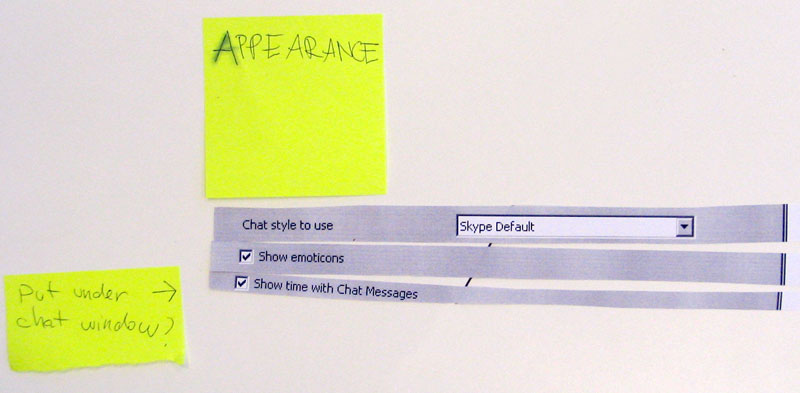 APPEARANCE
Chat style to use Skype Default
Show emoticons
Show time with Chat Messages
Put under →
chat window?